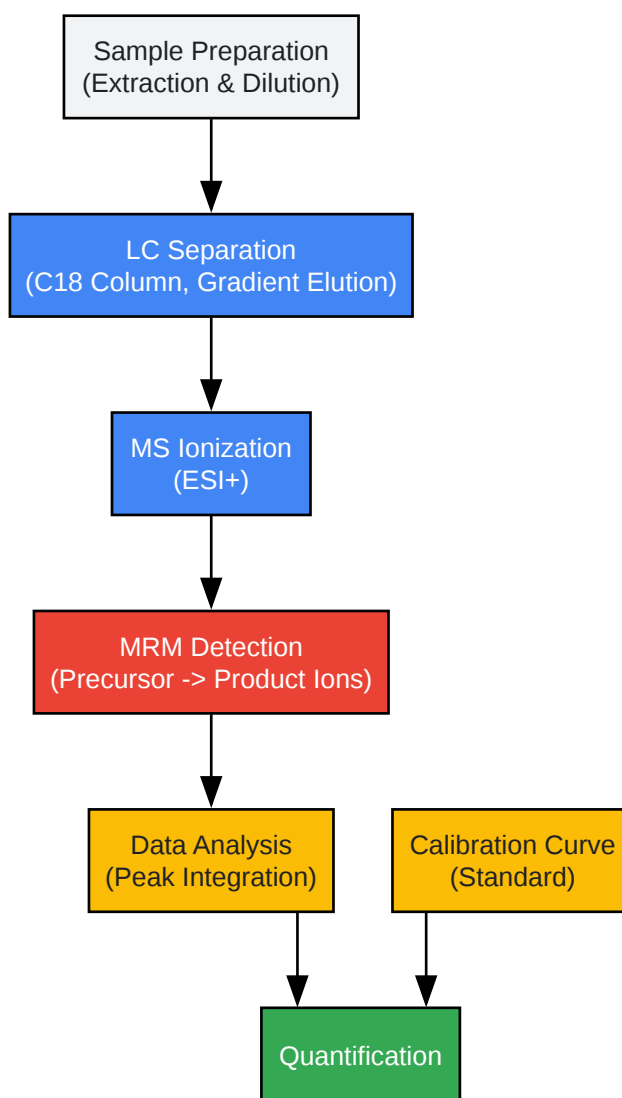 Sample Preparation
(Extraction & Dilution)
LC Separation
(C18 Column, Gradient Elution)
MS Ionization
(ESI+)
MRM Detection
(Precursor -> Product Ions)
Data Analysis
(Peak Integration)
Calibration Curve
(Standard)
Quantification